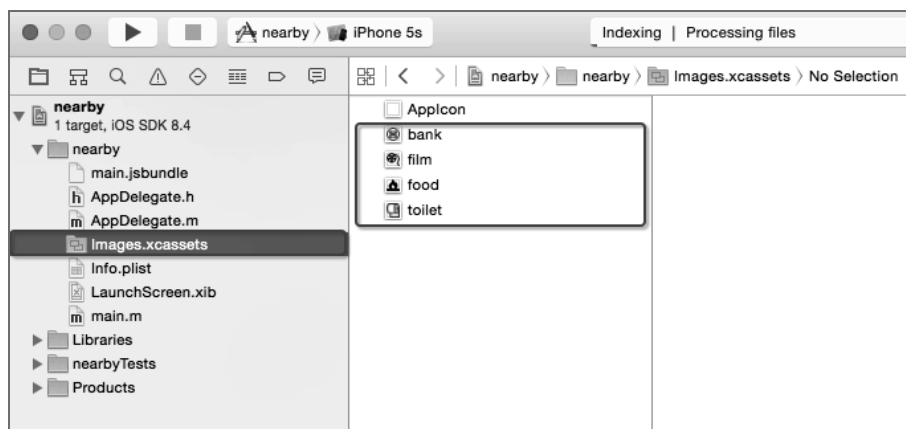 nearby 〉 iPhone 5s
Indexing | Processing files
nearby 〉 nearby 〉 Images.xcassets 〉 No Selection
nearby
1 target, iOS SDK 8.4
nearby
main.jsbundle
AppDelegate.h
AppDelegate.m
Images.xcassets
Info.plist
LaunchScreen.xib
main.m
Libraries
nearbyTests
Products
AppIcon
bank
film
food
toilet